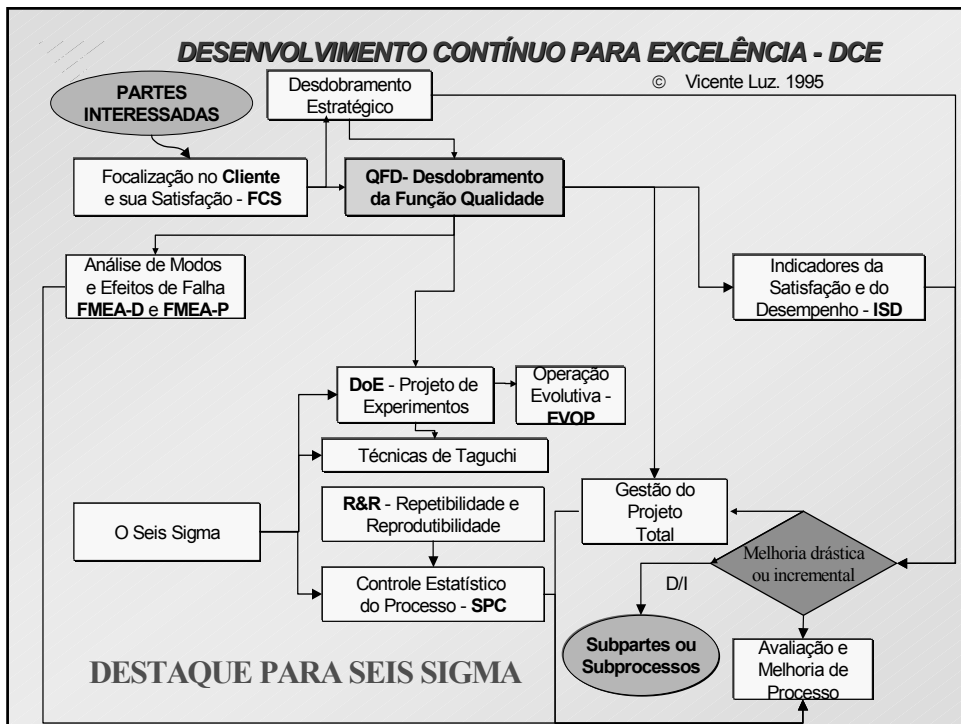 DESENVOLVIMENTO CONTÍNUO PARA EXCELÊNCIA - DCE
© Vicente Luz. 1995
PARTES
INTERESSADAS
Desdobramento
Estratégico
Focalização no Cliente
e sua Satisfação - FCS
QFD- Desdobramento
da Função Qualidade
Análise de Modos
e Efeitos de Falha
FMEA-D e FMEA-P
Indicadores da
Satisfação e do
Desempenho - ISD
DoE - Projeto de
Experimentos
Operação
Evolutiva -
EVOP
Técnicas de Taguchi
R&R - Repetibilidade e
Reprodutibilidade
O Seis Sigma
Controle Estatístico
do Processo - SPC
Gestão do
Projeto
Total
Melhoria drástica
ou incremental
D/I
Subpartes ou
Subprocessos
Avaliação e
Melhoria de
Processo
DESTAQUE PARA SEIS SIGMA